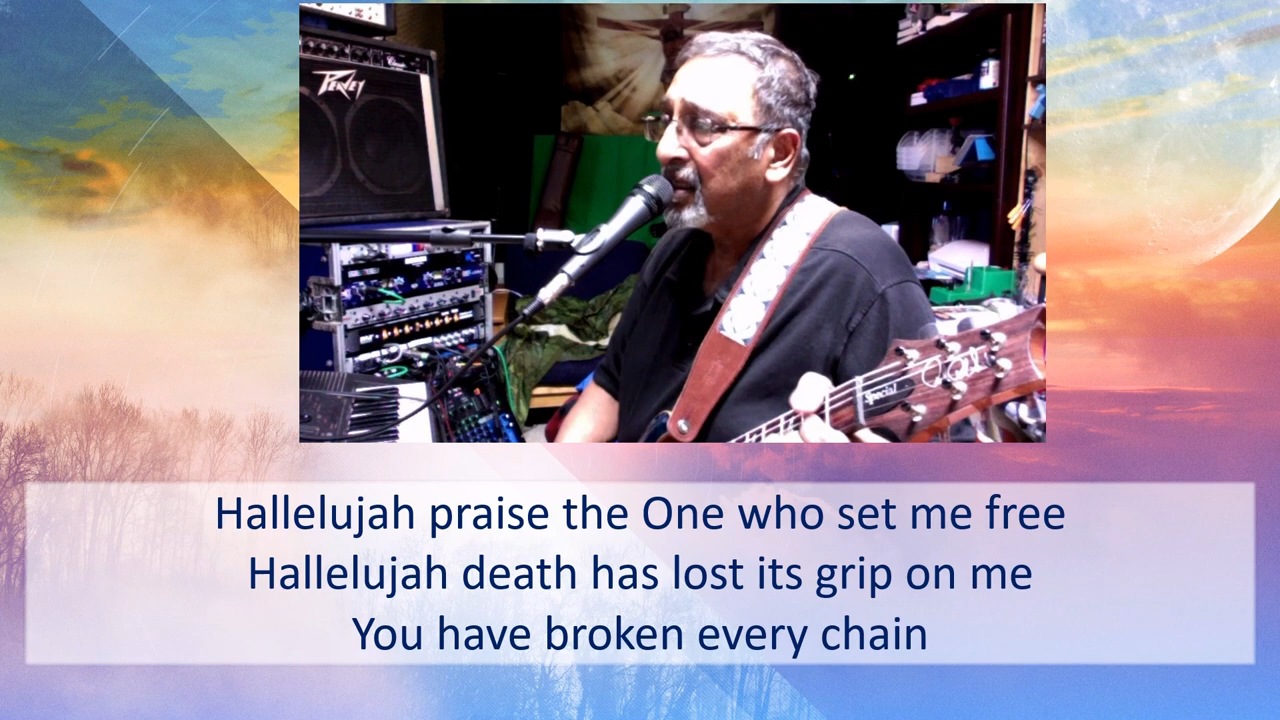 PEAVEY
Special
Hallelujah praise the One who set me free
Hallelujah death has lost its grip on me
You have broken every chain